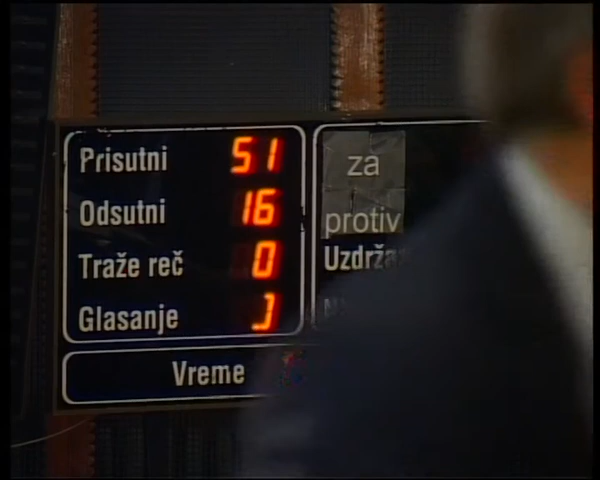 Prisutni 51
Odsutni 16
Traže reč 0
Glasanje
Vreme
za
protiv